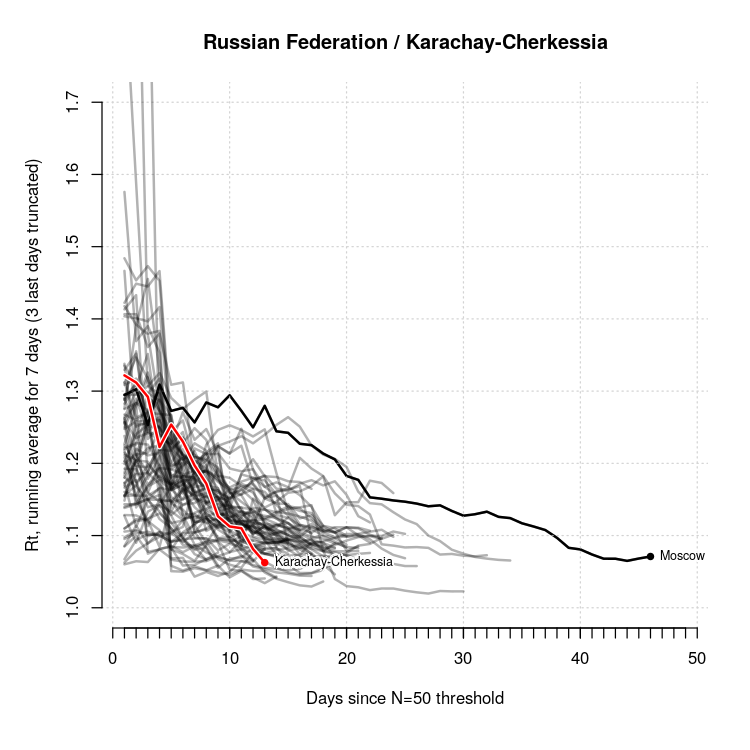 Russian Federation / Karachay-Cherkessia
Rt, running average for 7 days (3 last days truncated)
1.7
1.6
1.5
1.4
1.3
1.2
1.1
1.0
Karachay-Cherkessia
Moscow
0
10
20
30
40
50
Days since N=50 threshold